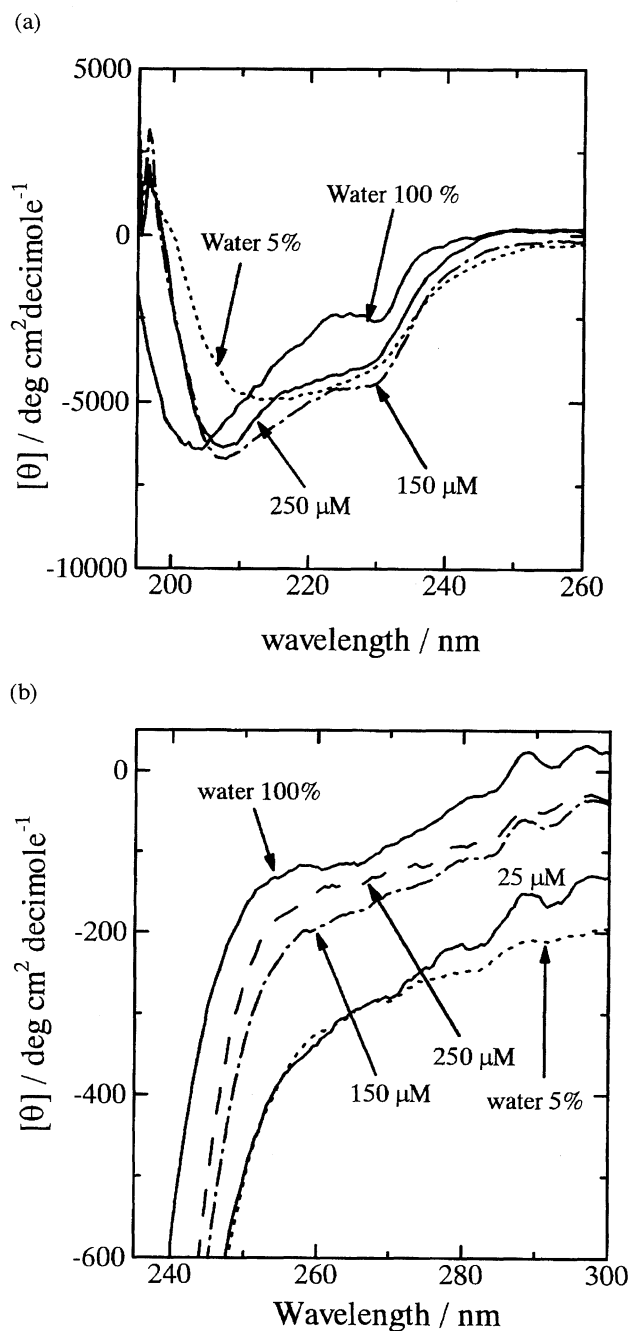 (a)
5000
0
-5000
-10000
[θ] / deg cm² decimole⁻¹
Water 100 %
Water 5%
250 μM
150 μM
200 220 240 260
wavelength / nm
(b)
0
-200
-400
-600
[θ] / deg cm² decimole⁻¹
water 100%
25 μM
250 μM
150 μM
water 5%
240 260 280 300
Wavelength / nm